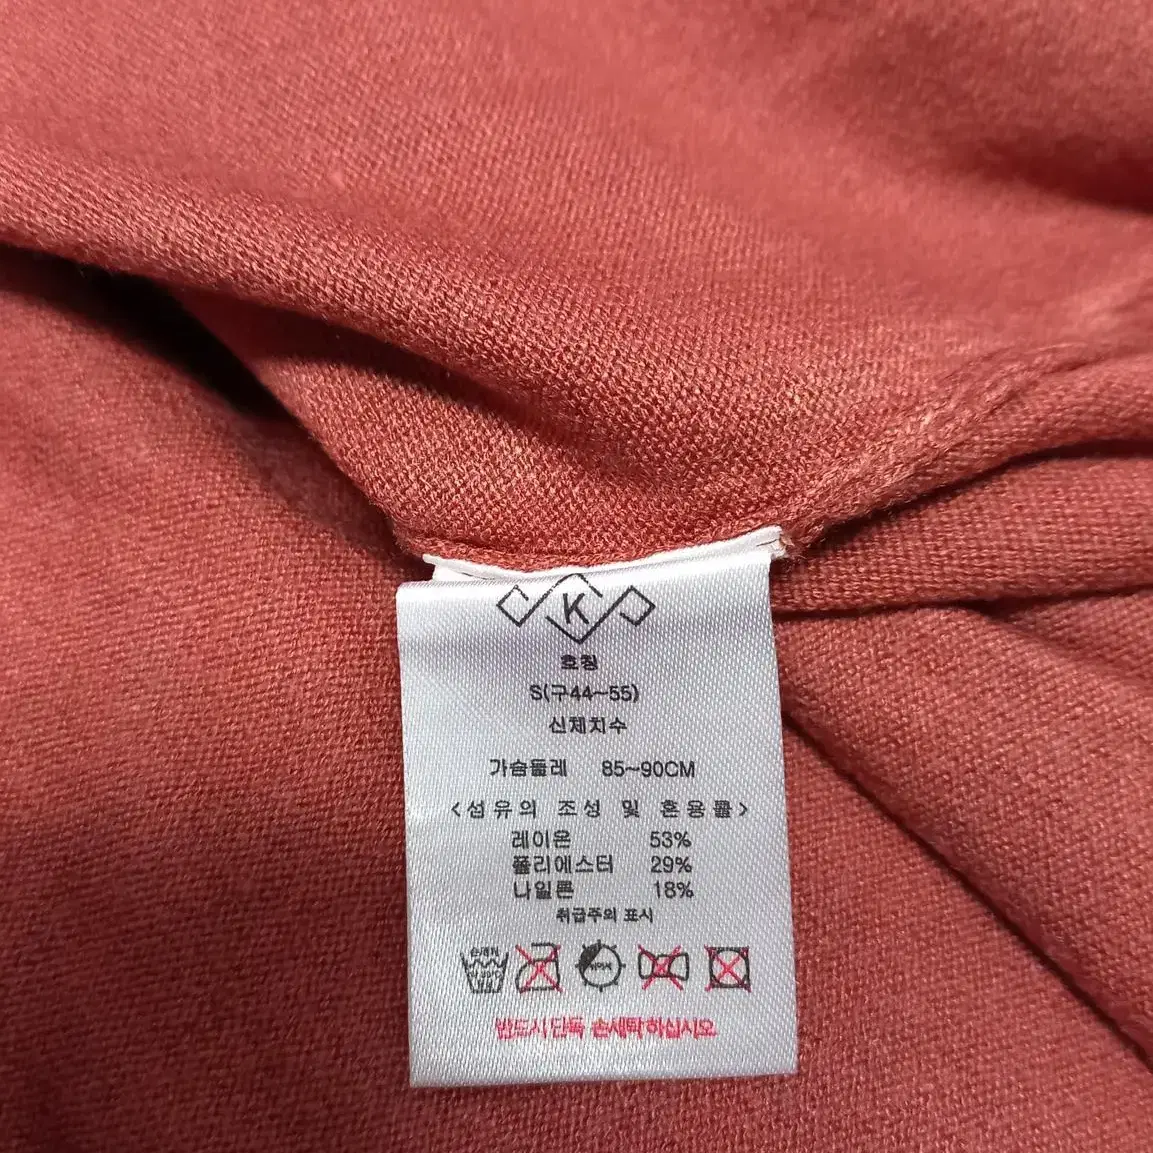 K
호칭
S(구44~55)
신체치수
가슴둘레 85~90CM
<섬유의 조성 및 혼용률>
레이온 53%
폴리에스터 29%
나일론 18%
취급주의 표시
손세탁
반드시 단독 손세탁하십시오